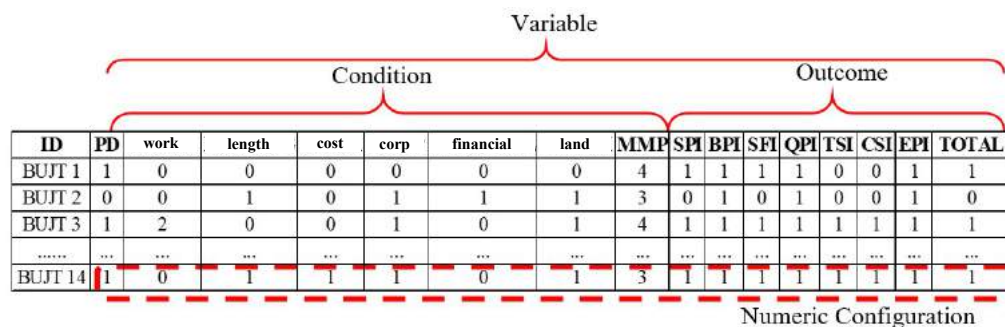 Variable
Condition Outcome
ID PD work length cost corp financial land MMP SPI BPI SFI QPI TSI CSI EPI TOTAL
BUJT 1 1 0 0 0 0 0 0 4 1 1 1 1 0 0 1 1
BUJT 2 0 0 1 0 1 1 1 3 0 1 0 1 0 0 1 0
BUJT 3 1 2 0 0 1 0 1 4 1 1 1 1 1 1 1 1
...... ... ... ... ... ... ... ... ... ... ... ... ... ... ... ... ...
BUJT 14 1 0 1 1 1 0 1 3 1 1 1 1 1 1 1 1
Numeric Configuration